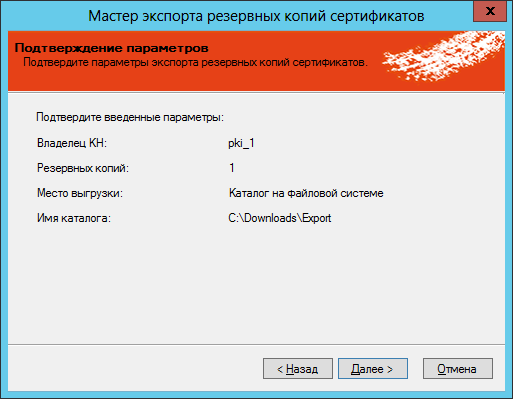 Мастер экспорта резервных копий сертификатов
x
Подтверждение параметров
Подтвердите параметры экспорта резервных копий сертификатов.
Подтвердите введенные параметры:
Владелец КН: pki_1
Резервных копий: 1
Место выгрузки: Каталог на файловой системе
Имя каталога: C:\Downloads\Export
< Назад Далее > Отмена